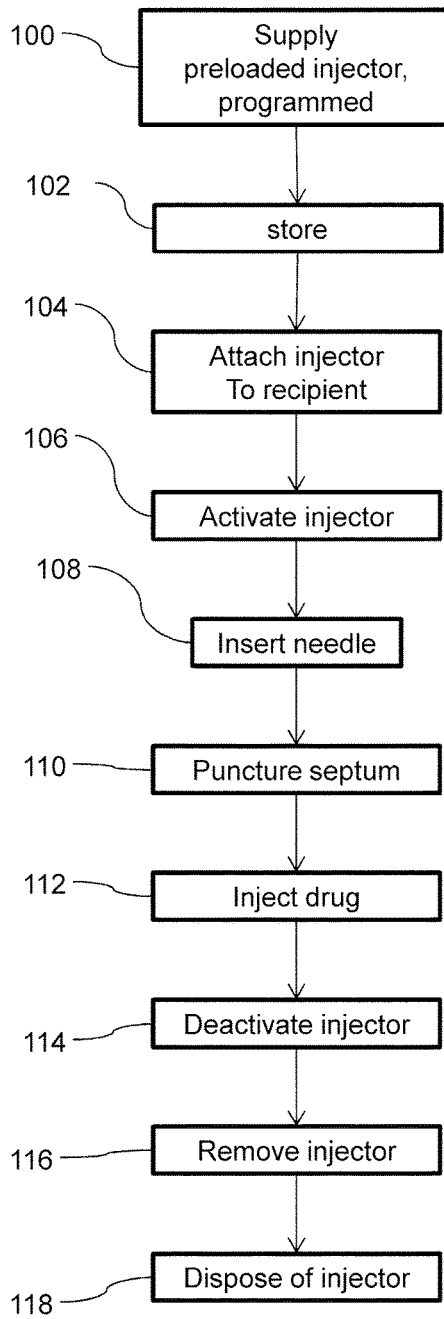 100
Supply
preloaded injector,
programmed
102
store
104
Attach injector
To recipient
106
Activate injector
108
Insert needle
110
Puncture septum
112
Inject drug
114
Deactivate injector
116
Remove injector
118
Dispose of injector